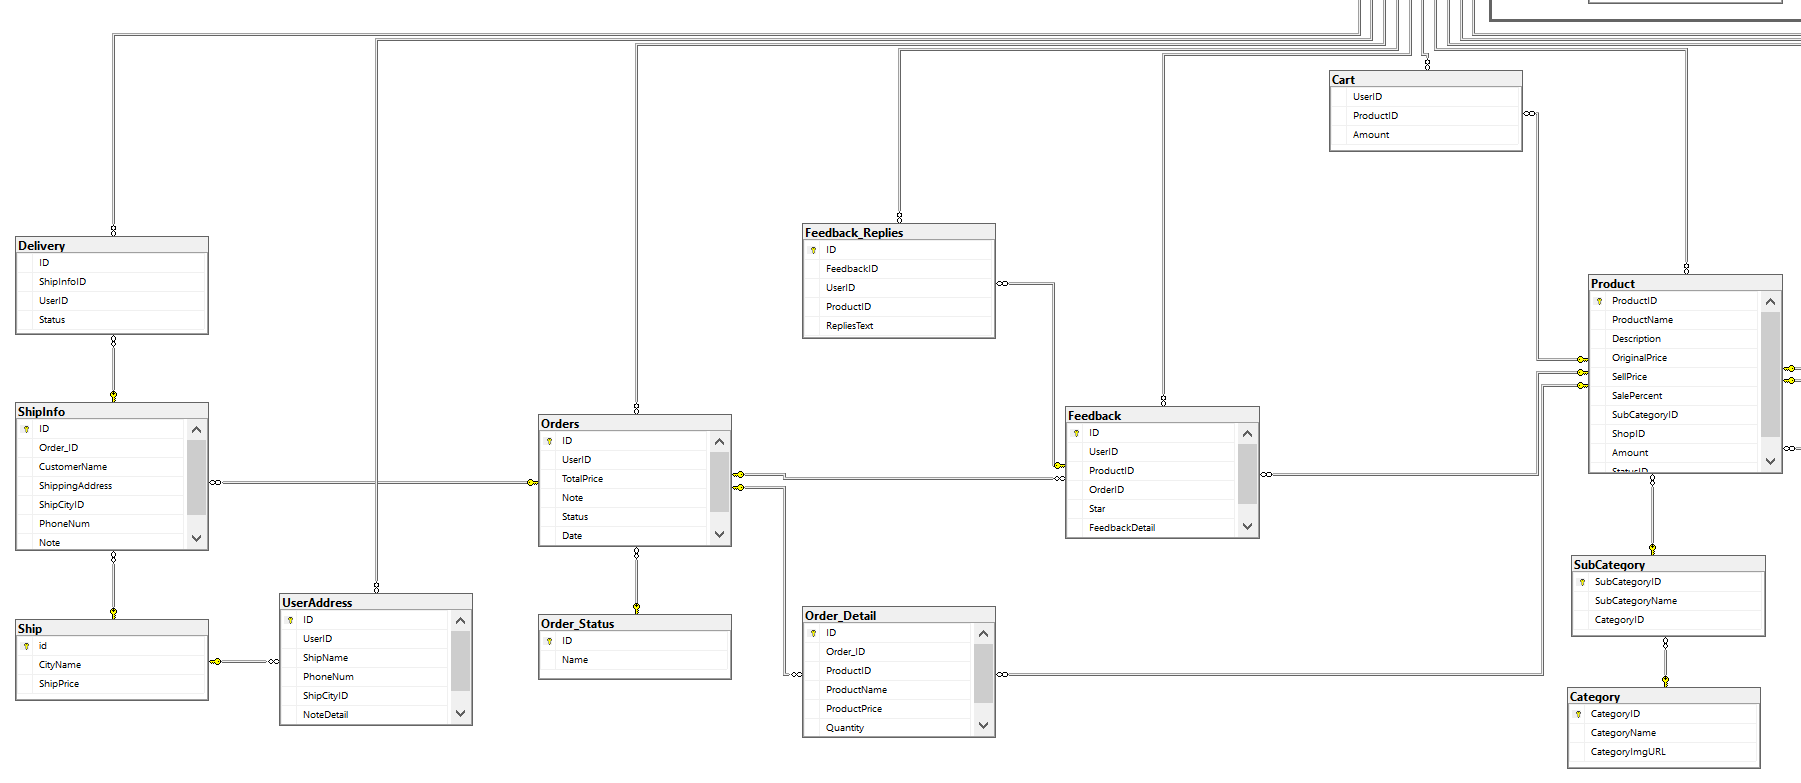 Cart
UserID
ProductID
Amount
Delivery
ID
ShipInfoID
UserID
Status
Feedback_Replies
ID
FeedbackID
UserID
ProductID
RepliesText
Product
ProductID
ProductName
Description
OriginalPrice
SellPrice
SalePercent
SubCategoryID
ShopID
Amount
StatusID
ShipInfo
ID
Order_ID
CustomerName
ShippingAddress
ShipCityID
PhoneNum
Note
Orders
ID
UserID
TotalPrice
Note
Status
Date
Feedback
ID
UserID
ProductID
OrderID
Star
FeedbackDetail
Ship
id
CityName
ShipPrice
UserAddress
ID
UserID
ShipName
PhoneNum
ShipCityID
NoteDetail
Order_Status
ID
Name
Order_Detail
ID
Order_ID
ProductID
ProductName
ProductPrice
Quantity
SubCategory
SubCategoryID
SubCategoryName
CategoryID
Category
CategoryID
CategoryName
CategoryImgURL